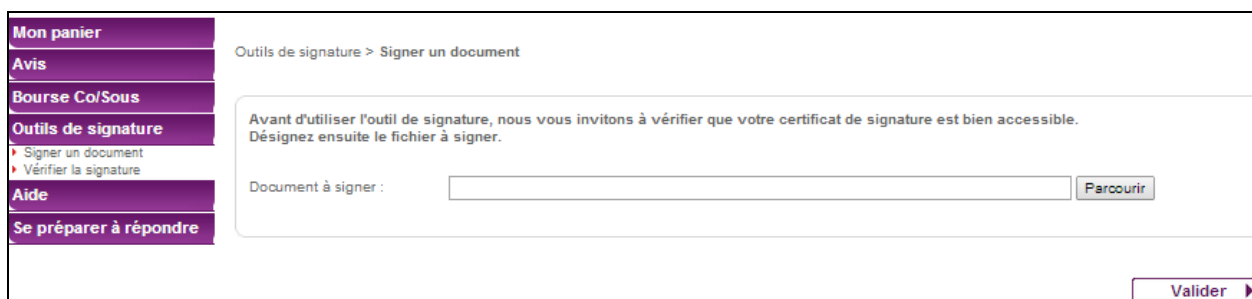 Mon panier
Avis
Bourse Co/Sous
Outils de signature
Signer un document
Vérifier la signature
Aide
Se préparer à répondre
Outils de signature > Signer un document
Avant d'utiliser l'outil de signature, nous vous invitons à vérifier que votre certificat de signature est bien accessible.
Désignez ensuite le fichier à signer.
Document à signer :
Parcourir
Valider